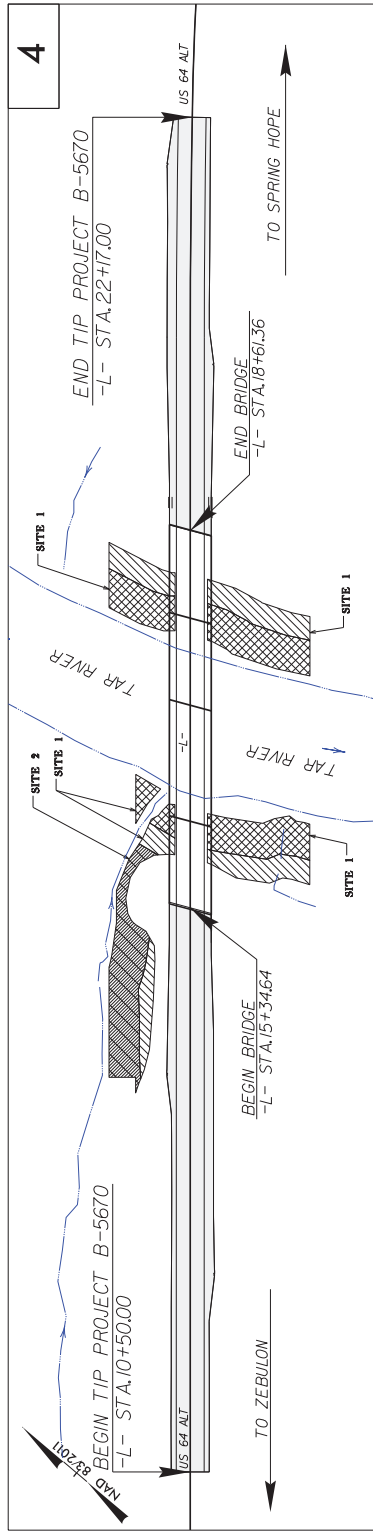 4
BEGIN TIP PROJECT B-5670
-L- STA.10+50.00
END TIP PROJECT B-5670
-L- STA.22+17.00
NAD 83/2011
US 64 ALT
US 64 ALT
SITE 2
SITE 1
SITE 1
TAR RIVER
-L-
TAR RIVER
SITE 1
SITE 1
BEGIN BRIDGE
-L- STA.15+34.64
END BRIDGE
-L- STA.18+61.36
TO ZEBULON
TO SPRING HOPE